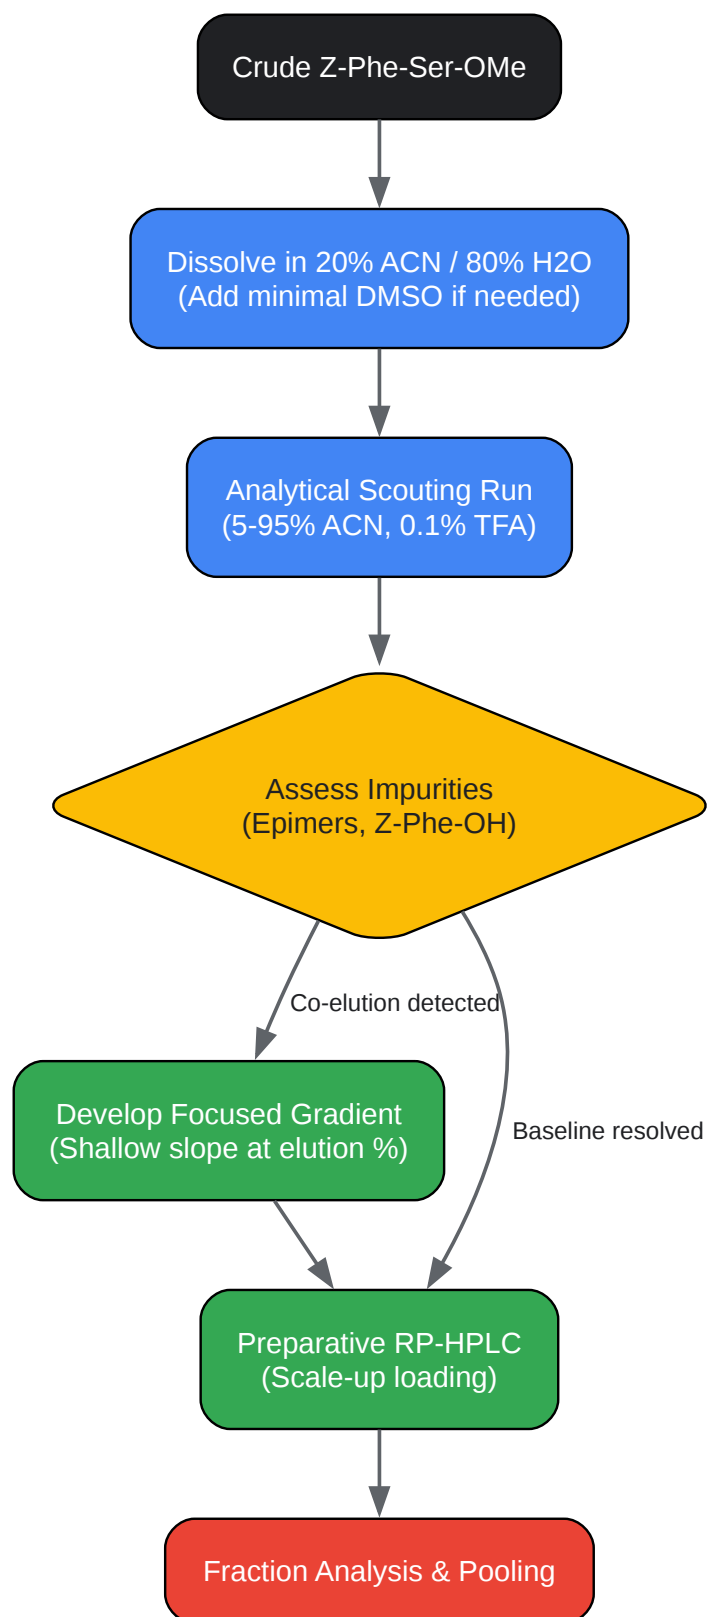 Crude Z-Phe-Ser-OMe
Dissolve in 20% ACN / 80% H2O
(Add minimal DMSO if needed)
Analytical Scouting Run
(5-95% ACN, 0.1% TFA)
Assess Impurities
(Epimers, Z-Phe-OH)
Co-elution detected
Develop Focused Gradient
(Shallow slope at elution %)
Baseline resolved
Preparative RP-HPLC
(Scale-up loading)
Fraction Analysis & Pooling